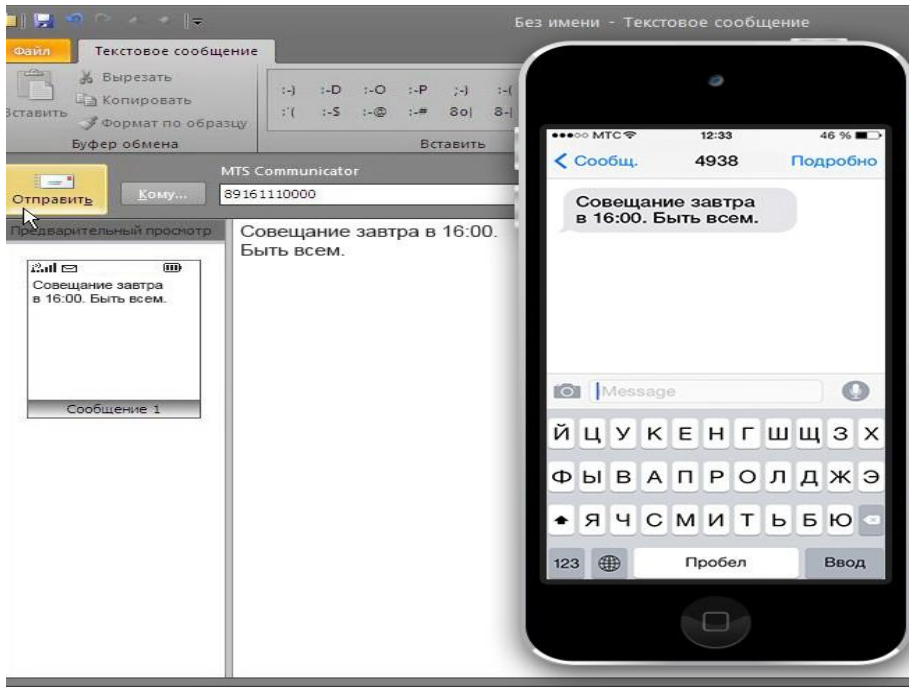 Без имени - Текстовое сообщение
Файл
Текстовое сообщение
Вырезать
Копировать
Формат по образцу
Вставить
Буфер обмена
:-) :-D :-O :-P ;-) :-(
:'( :-S :-@ :-# 8o| 8-|
Вставить
MTS Communicator
Отправить
Кому...
89161110000
Предварительный просмотр
Совещание завтра
в 16:00. Быть всем.
Сообщение 1
Совещание завтра в 16:00.
Быть всем.
МТС 12:33 46 %
Сообщ. 4938 Подробно
Совещание завтра
в 16:00. Быть всем.
Message
Й Ц У К Е Н Г Ш Щ З Х
Ф Ы В А П Р О Л Д Ж Э
Я Ч С М И Т Ь Б Ю
123 Пробел Ввод